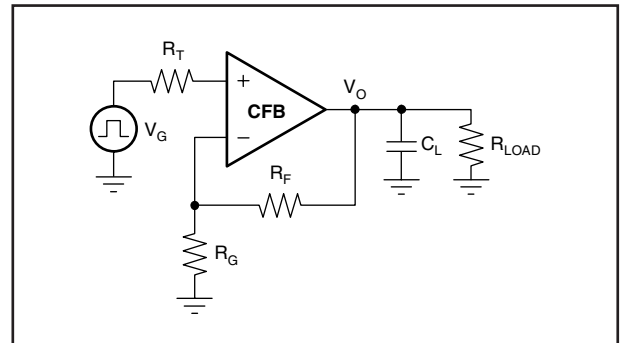 R_T
+
CFB
−
V_O
V_G
C_L
R_LOAD
R_F
R_G